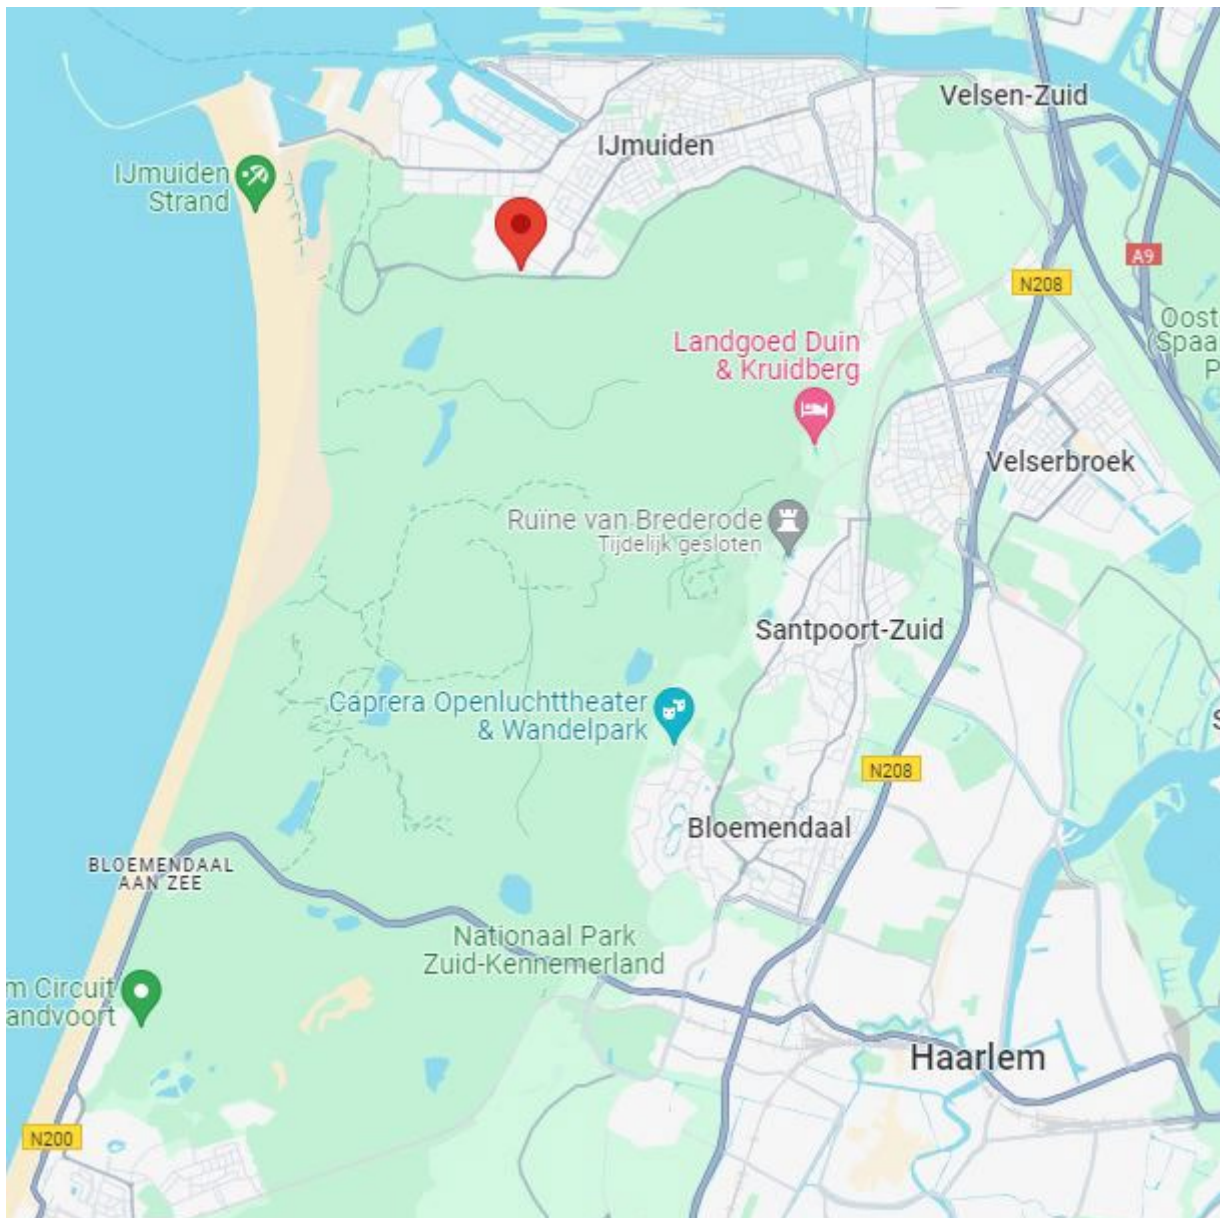 Velsen-Zuid
IJmuiden
IJmuiden
Strand
A9
N208
Oost
(Spaa
P
Landgoed Duin
& Kruidberg
Velserbroek
Ruïne van Brederode
Tijdelijk gesloten
Santpoort-Zuid
Caprera Openluchttheater
& Wandelpark
S
N208
Bloemendaal
BLOEMENDAAL
AAN ZEE
Nationaal Park
Zuid-Kennemerland
m Circuit
andvoort
Haarlem
N200